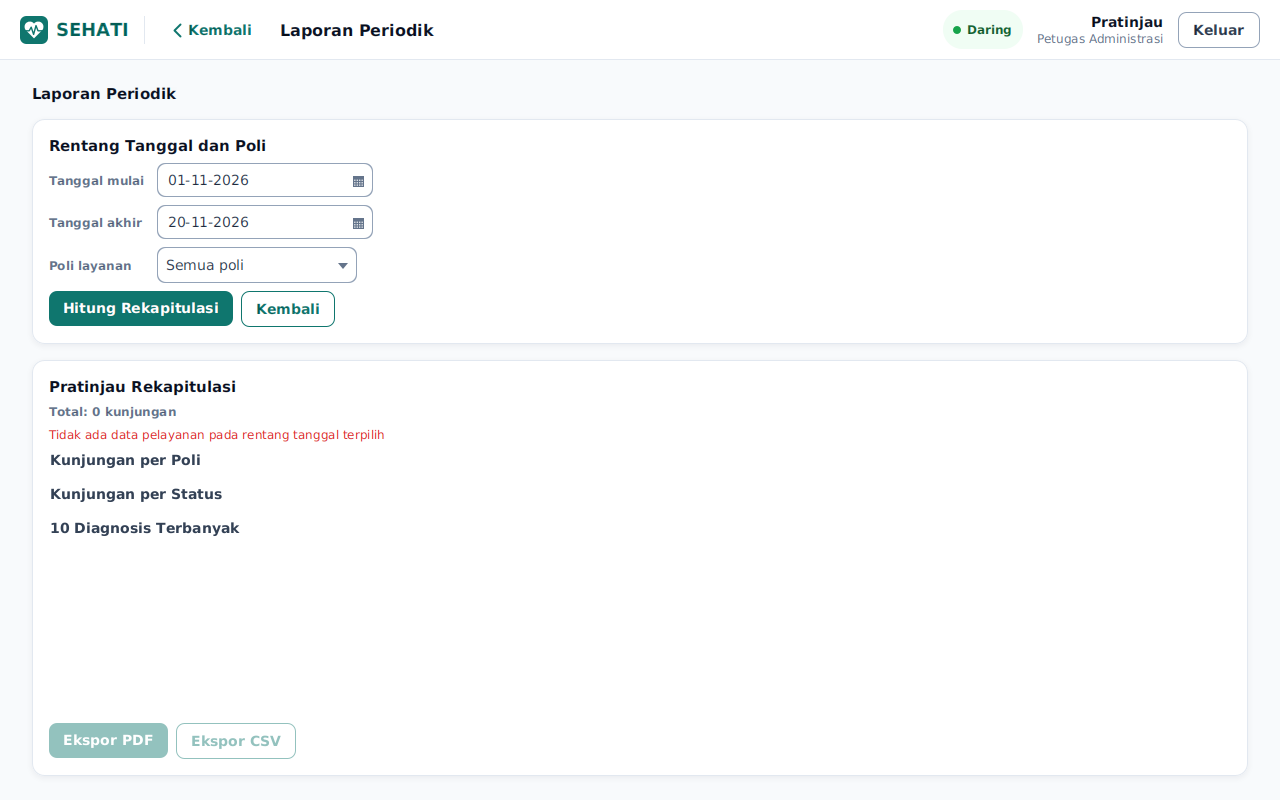 SEHATI
Kembali
Laporan Periodik
Daring
Pratinjau
Petugas Administrasi
Keluar
Laporan Periodik
Rentang Tanggal dan Poli
Tanggal mulai 01-11-2026
Tanggal akhir 20-11-2026
Poli layanan Semua poli
Hitung Rekapitulasi Kembali
Pratinjau Rekapitulasi
Total: 0 kunjungan
Tidak ada data pelayanan pada rentang tanggal terpilih
Kunjungan per Poli
Kunjungan per Status
10 Diagnosis Terbanyak
Ekspor PDF Ekspor CSV